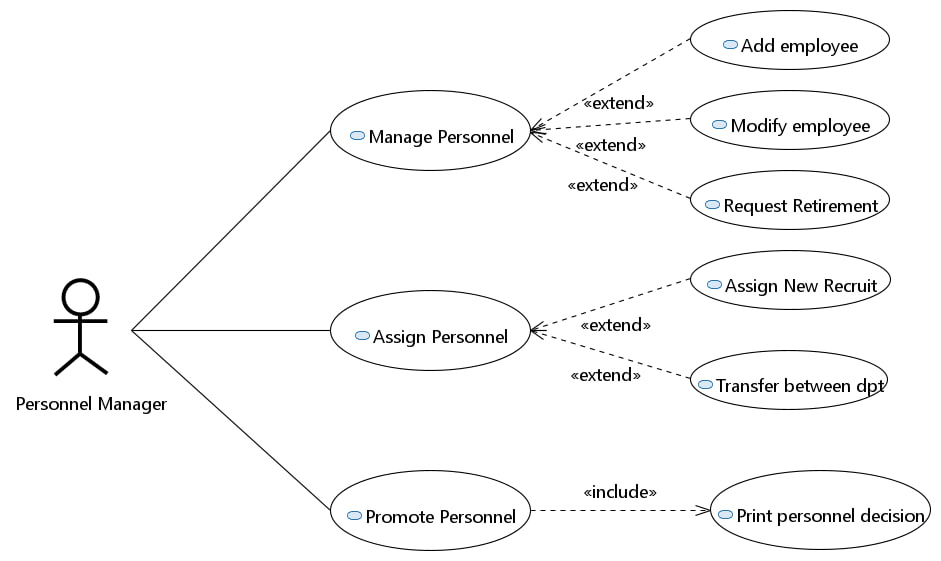 Add employee
«extend»
Modify employee
Manage Personnel
«extend»
«extend»
Request Retirement
Assign New Recruit
«extend»
Assign Personnel
«extend»
Transfer between dpt
Personnel Manager
«include»
Promote Personnel
Print personnel decision